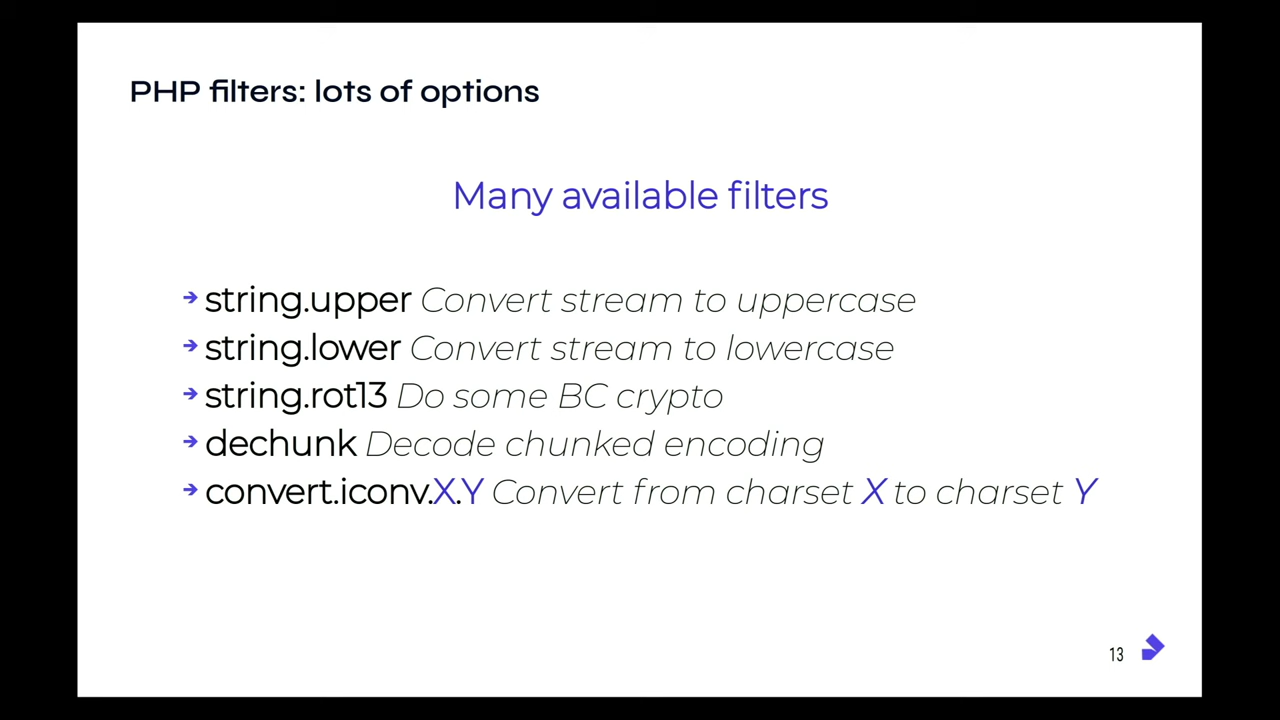 PHP filters: lots of options
Many available filters
→ string.upper Convert stream to uppercase
→ string.lower Convert stream to lowercase
→ string.rot13 Do some BC crypto
→ dechunk Decode chunked encoding
→ convert.iconv.X.Y Convert from charset X to charset Y
13